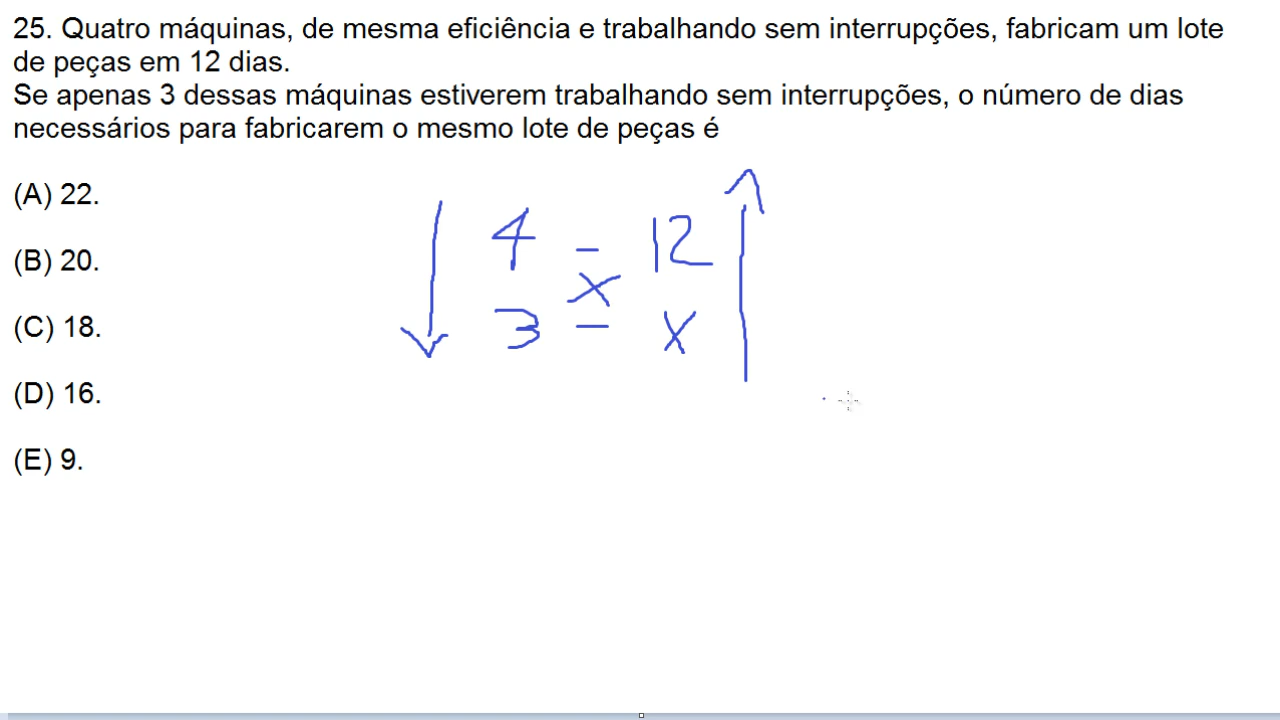 25. Quatro máquinas, de mesma eficiência e trabalhando sem interrupções, fabricam um lote
de peças em 12 dias.
Se apenas 3 dessas máquinas estiverem trabalhando sem interrupções, o número de dias
necessários para fabricarem o mesmo lote de peças é
(A) 22.
(B) 20.
(C) 18.
(D) 16.
(E) 9.
4 - 12
x
3 - x